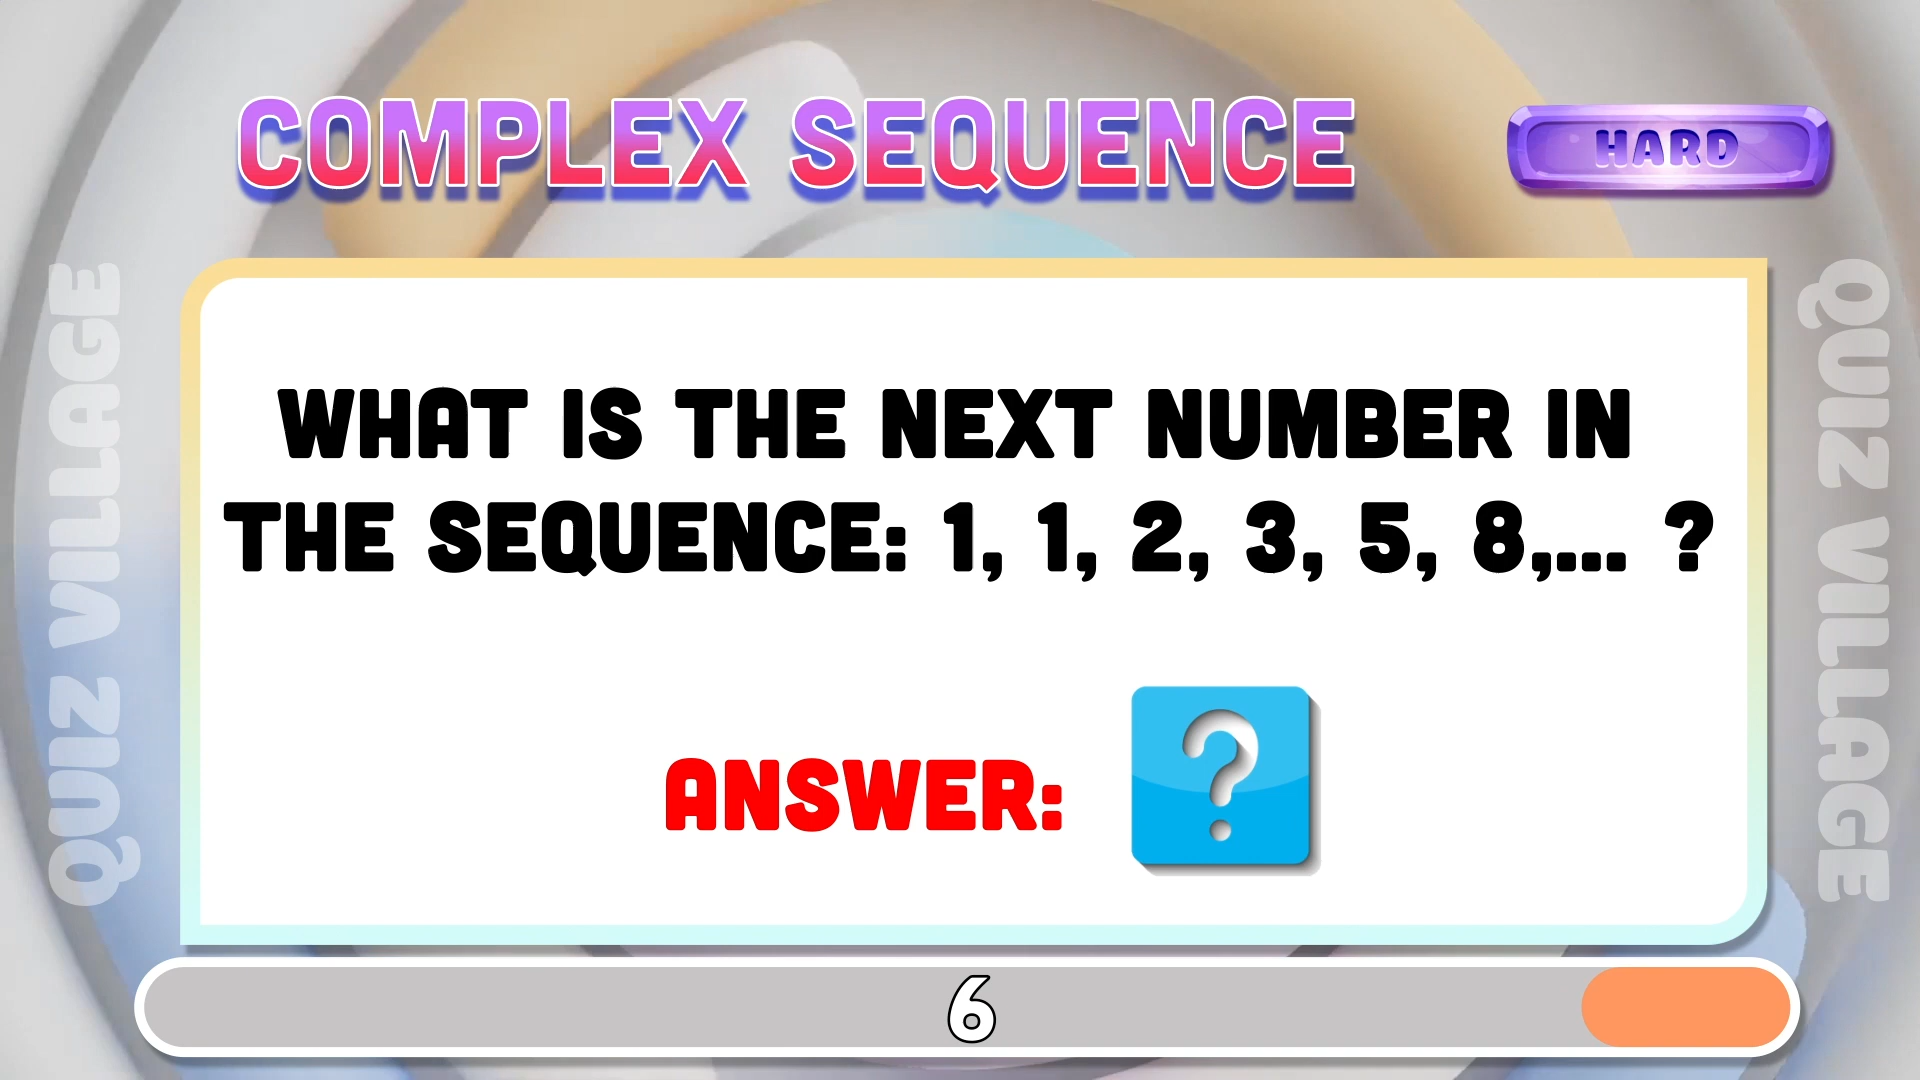 COMPLEX SEQUENCE
HARD
WHAT IS THE NEXT NUMBER IN
THE SEQUENCE: 1, 1, 2, 3, 5, 8,... ?
ANSWER:
?
6
QUIZ VILLAGE
QUIZ VILLAGE